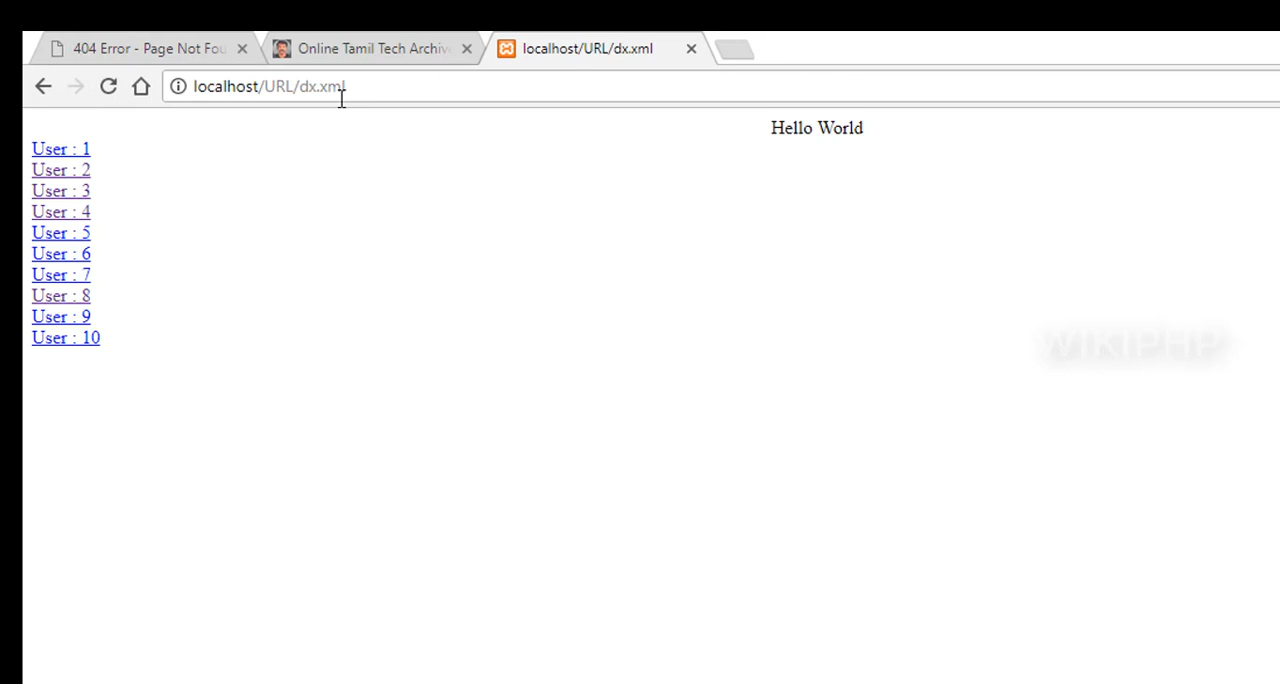 404 Error - Page Not Fou
Online Tamil Tech Archiv
localhost/URL/dx.xml
localhost/URL/dx.xml
Hello World
User : 1
User : 2
User : 3
User : 4
User : 5
User : 6
User : 7
User : 8
User : 9
User : 10
WIKIPHP